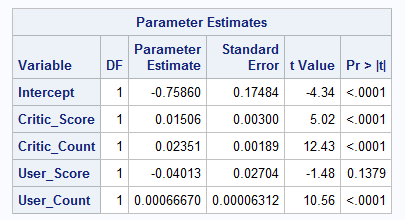 Parameter Estimates
Variable DF Parameter Estimate Standard Error t Value Pr > |t|
Intercept 1 -0.75860 0.17484 -4.34 <.0001
Critic_Score 1 0.01506 0.00300 5.02 <.0001
Critic_Count 1 0.02351 0.00189 12.43 <.0001
User_Score 1 -0.04013 0.02704 -1.48 0.1379
User_Count 1 0.00066670 0.00006312 10.56 <.0001